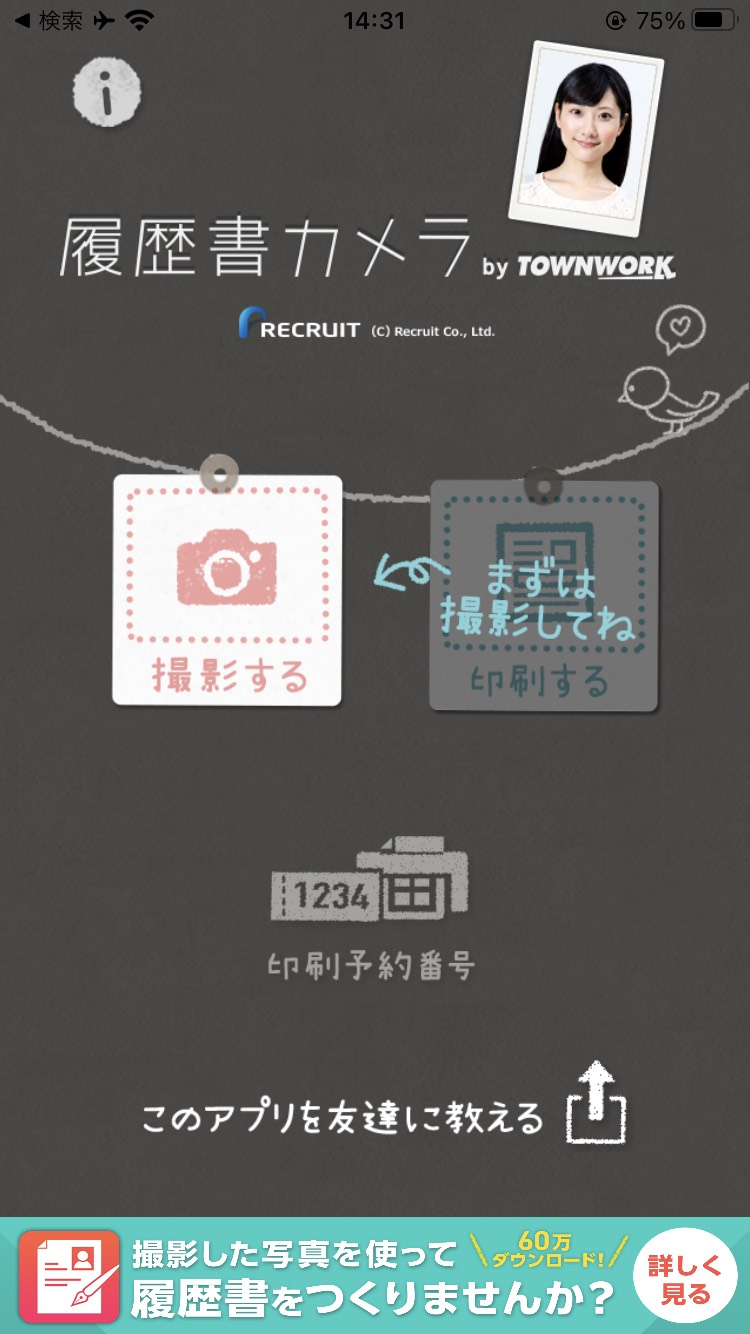 検索 14:31 75%
履歴書カメラ by TOWNWORK
RECRUIT (C) Recruit Co., Ltd.
まずは
撮影してね
撮影する
印刷する
1234
印刷予約番号
このアプリを友達に教える
撮影した写真を使って
履歴書をつくりませんか?
60万
ダウンロード!
詳しく
見る